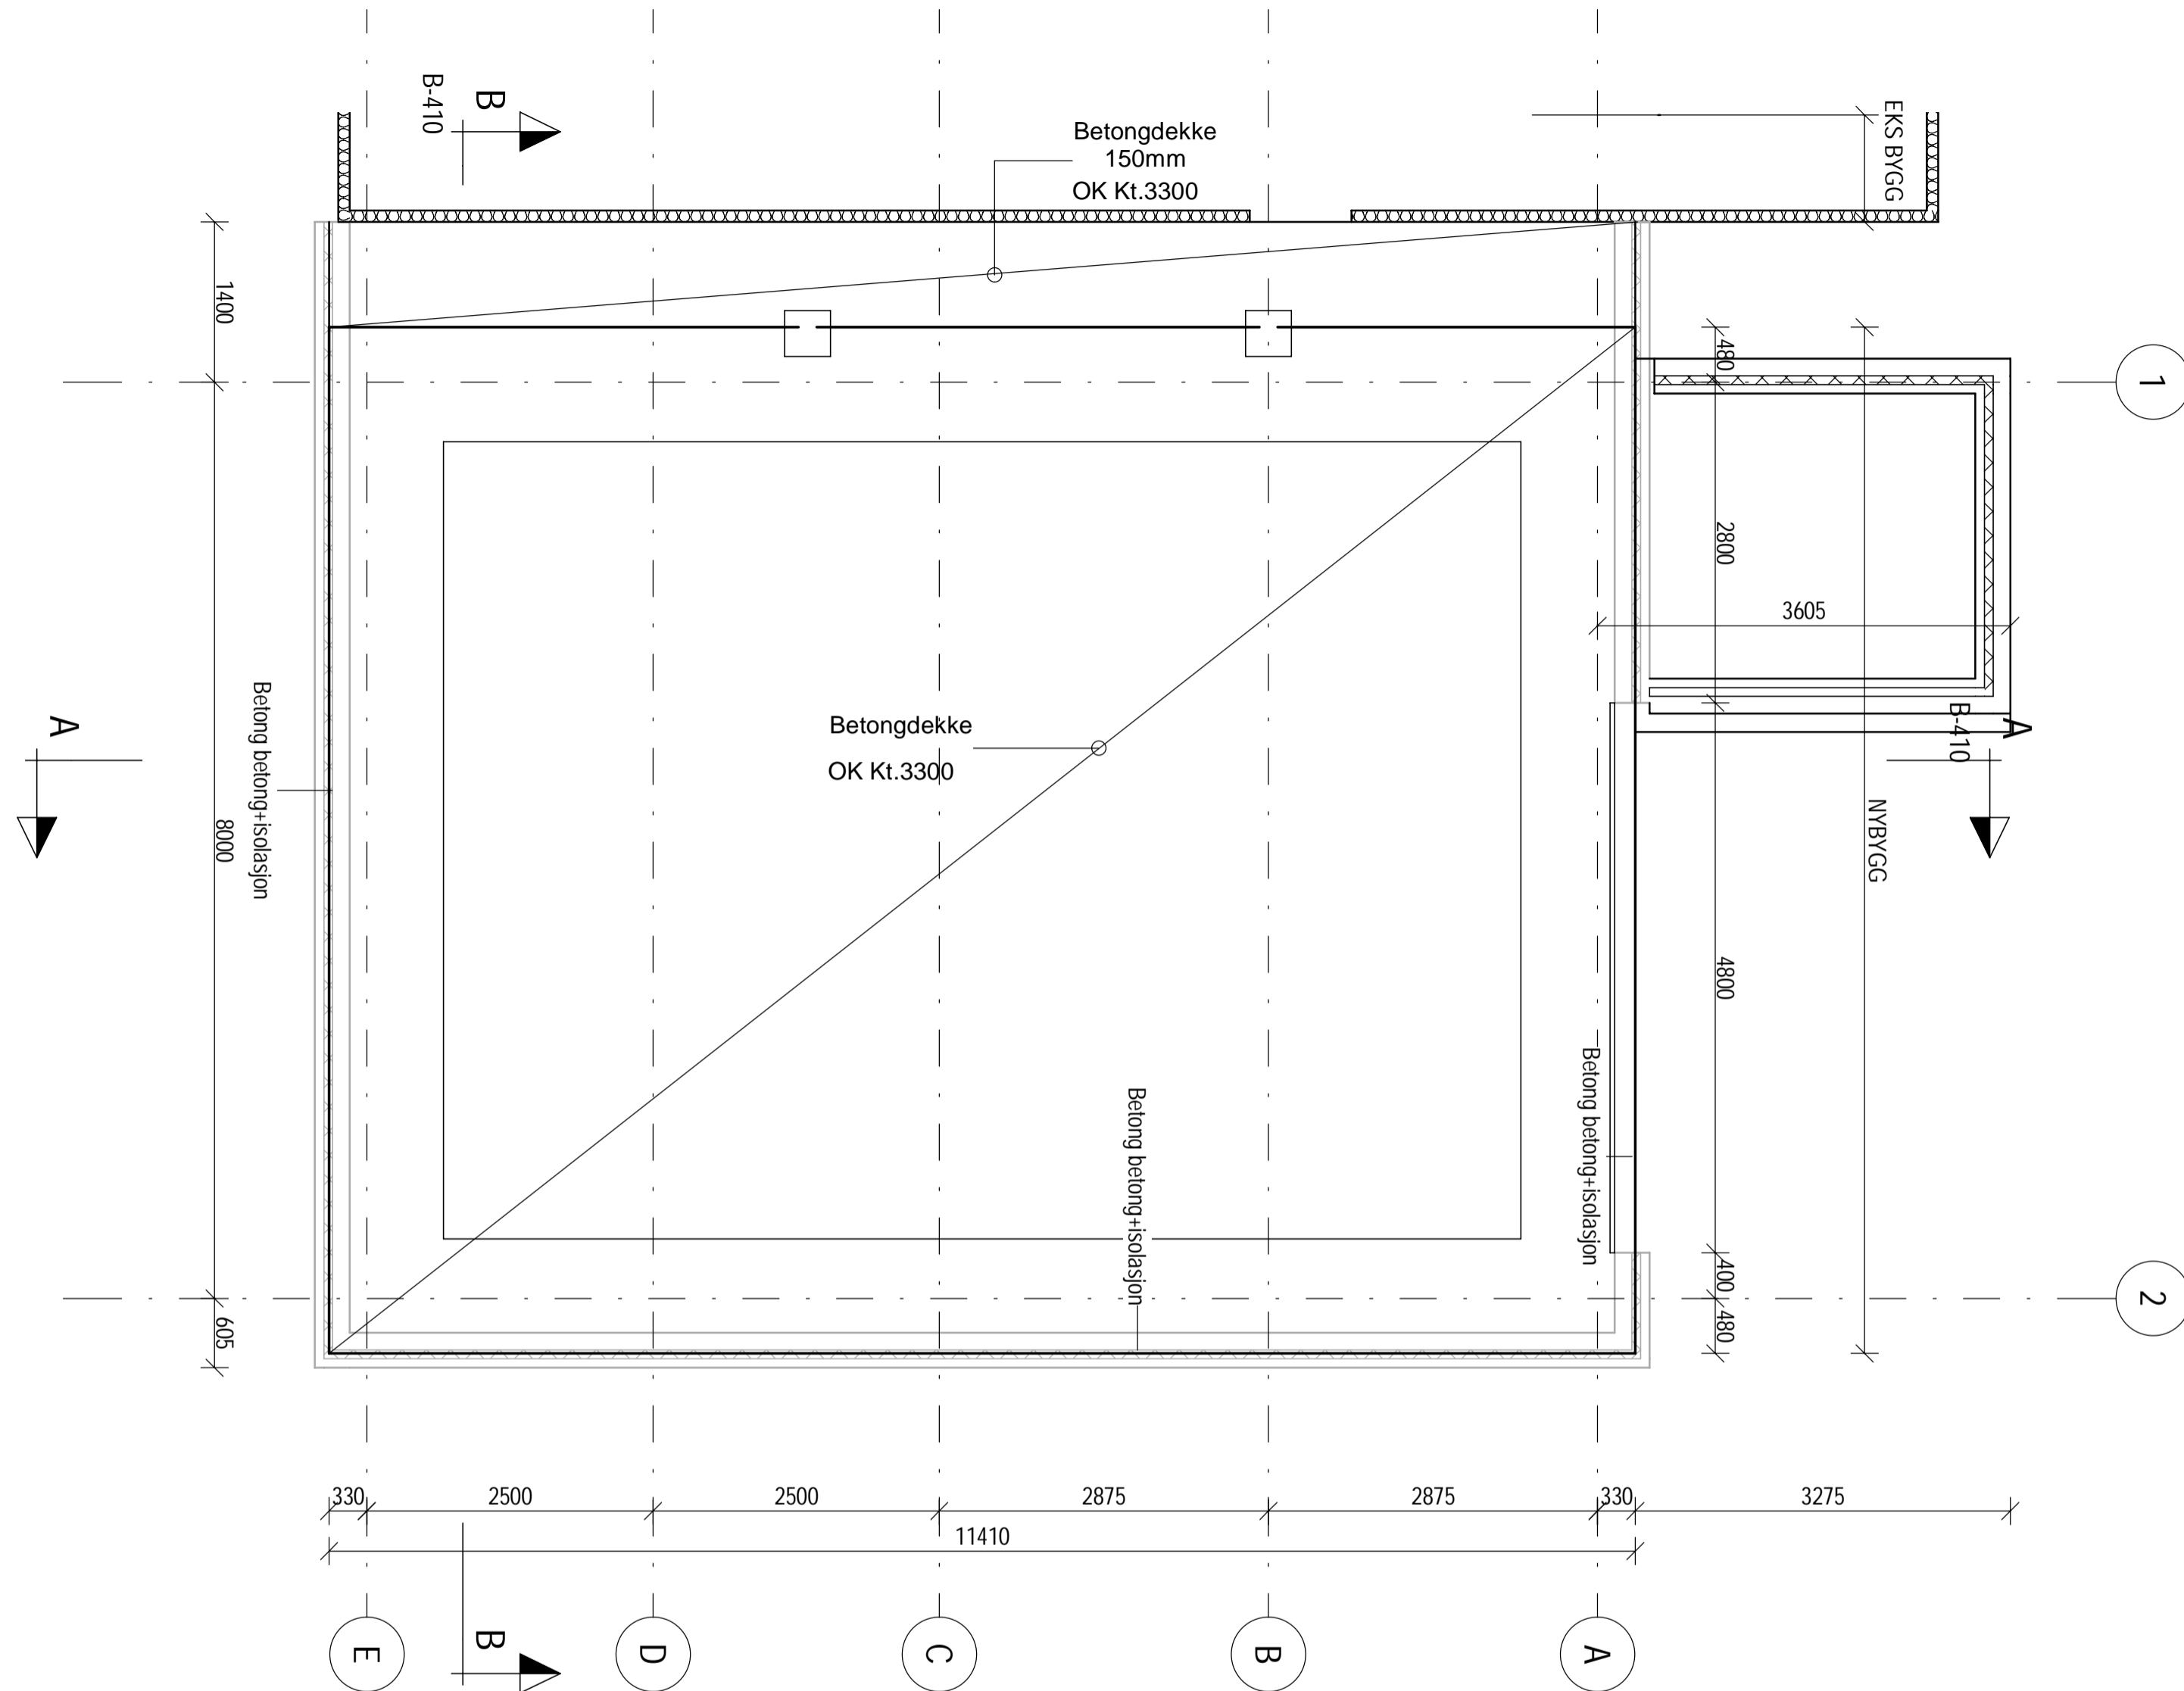 B
B-410
Betongdekke
150mm
OK Kt.3300
EKS BYGG
1400
480
1
2800
3605
Betong betong+isolasjon
A
Betongdekke
OK Kt.3300
B-410
A
NYBYGG
8000
4800
Betong betong+isolasjon
Betong betong+isolasjon
400
2
605
480
330
2500
2500
2875
2875
330
3275
11410
B
E
D
C
B
A